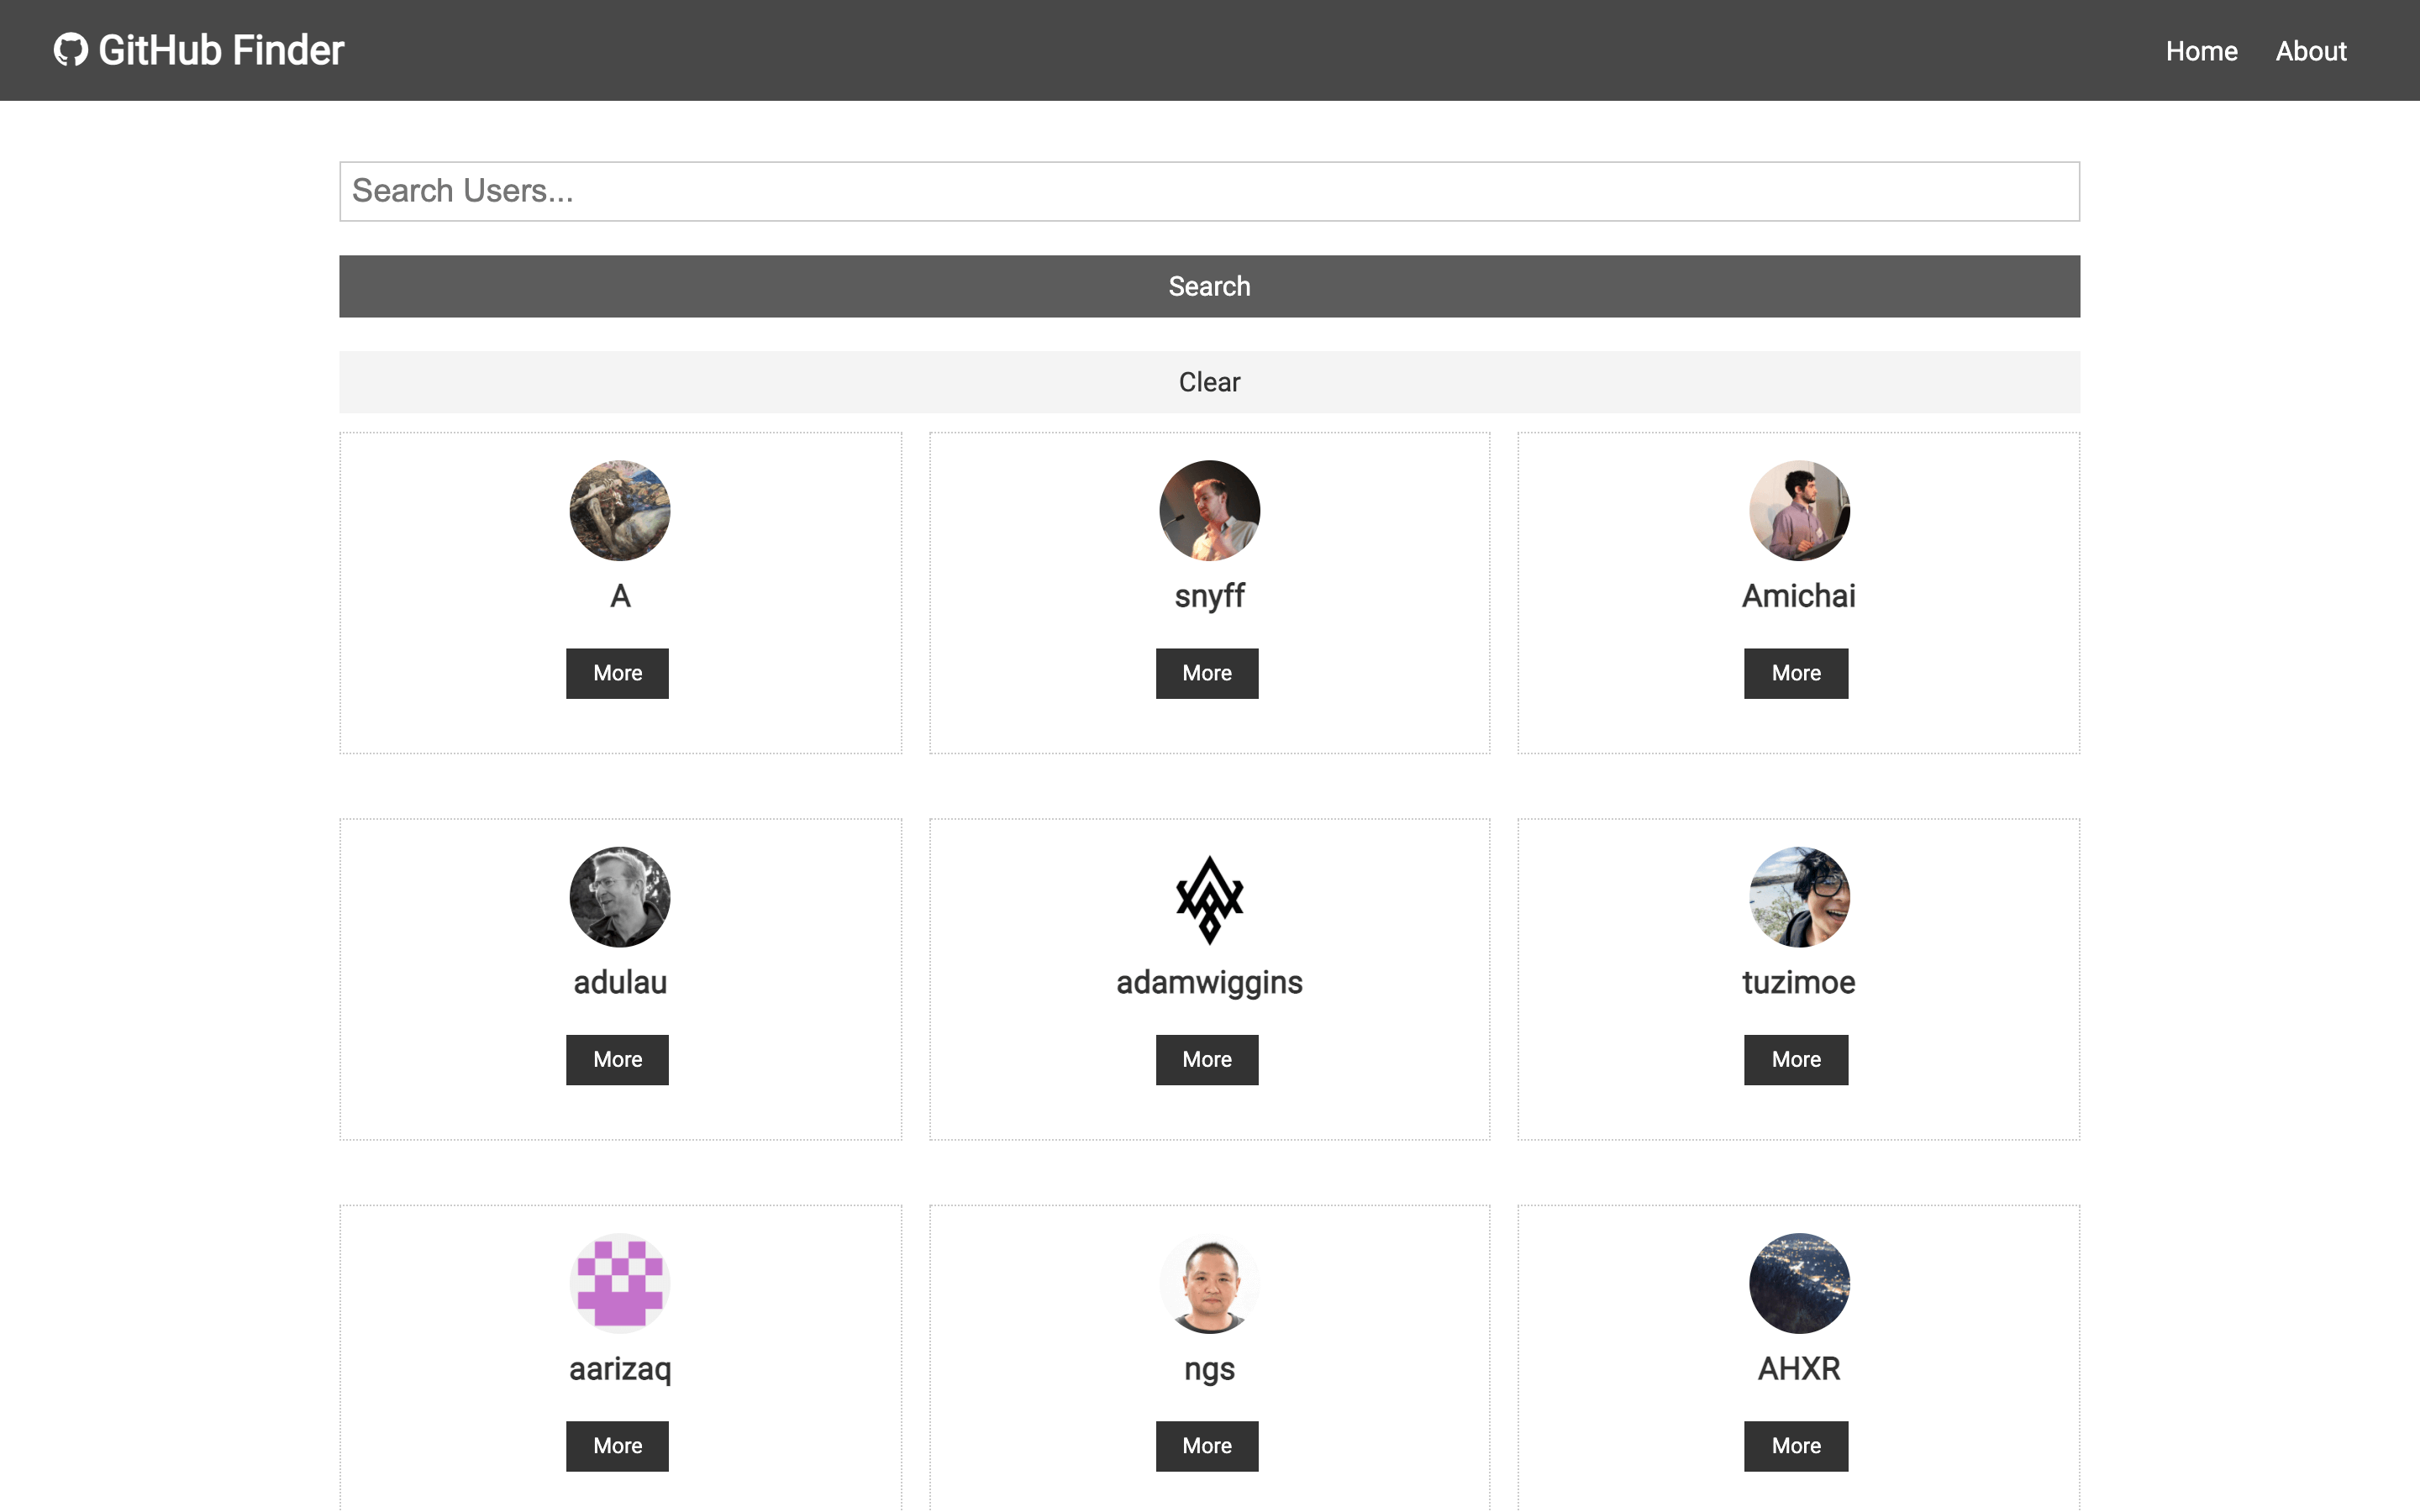 GitHub Finder
Home
About
Search Users...
Search
Clear
A
snyff
Amichai
More
More
More
adulau
adamwiggins
tuzimoe
More
More
More
aarizaq
ngs
AHXR
More
More
More